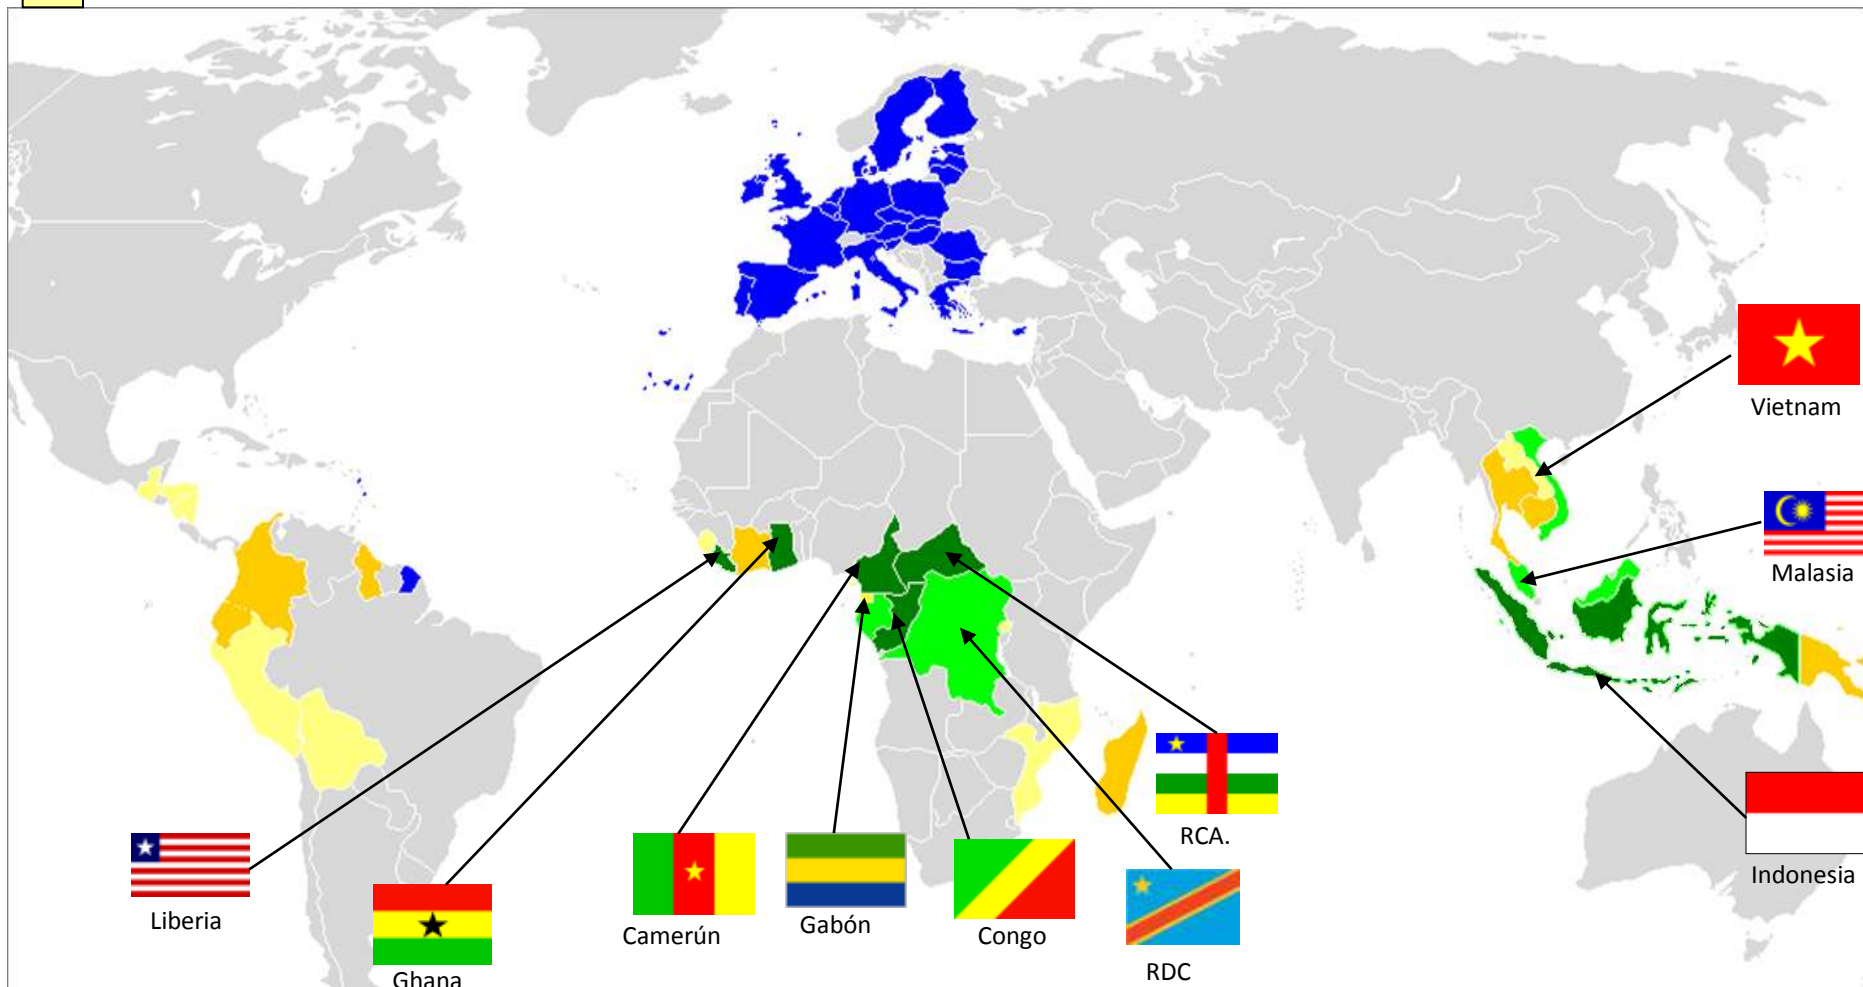 Vietnam
Malasia
RCA.
Indonesia
Liberia
Ghana
Camerún
Gabón
Congo
RDC